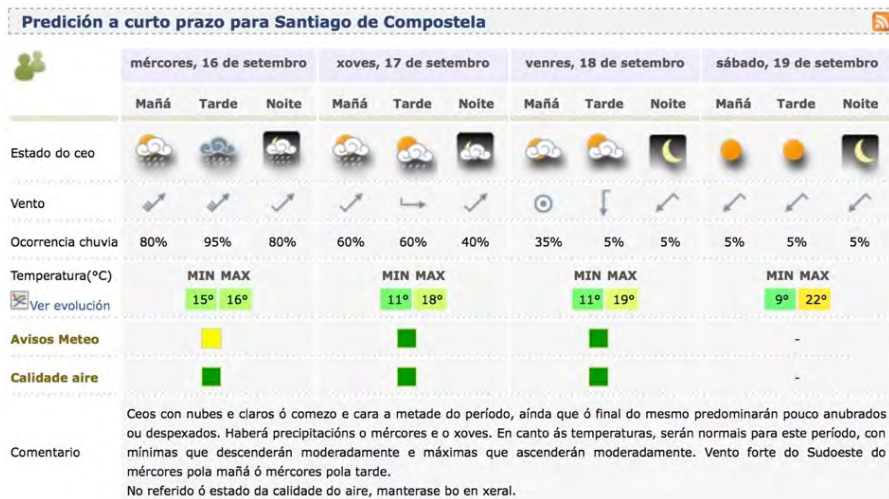 Predición a curto prazo para Santiago de Compostela
mércores, 16 de setembro xoves, 17 de setembro venres, 18 de setembro sábado, 19 de setembro
Mañá Tarde Noite Mañá Tarde Noite Mañá Tarde Noite Mañá Tarde Noite
Estado do ceo
Vento
Ocorrencia chuvia 80% 95% 80% 60% 60% 40% 35% 5% 5% 5% 5% 5%
Temperatura(°C) MIN MAX MIN MAX MIN MAX MIN MAX
Ver evolución 15° 16° 11° 18° 11° 19° 9° 22°
Avisos Meteo -
Calidade aire -
Ceos con nubes e claros ó comezo e cara a metade do período, aínda que ó final do mesmo predominarán pouco anubrados
ou despexados. Haberá precipitacións o mércores e o xoves. En canto ás temperaturas, serán normais para este período, con
Comentario mínimas que descenderán moderadamente e máximas que ascenderán moderadamente. Vento forte do Sudoeste do
mércores pola mañá ó mércores pola tarde.
No referido ó estado da calidade do aire, manterase bo en xeral.